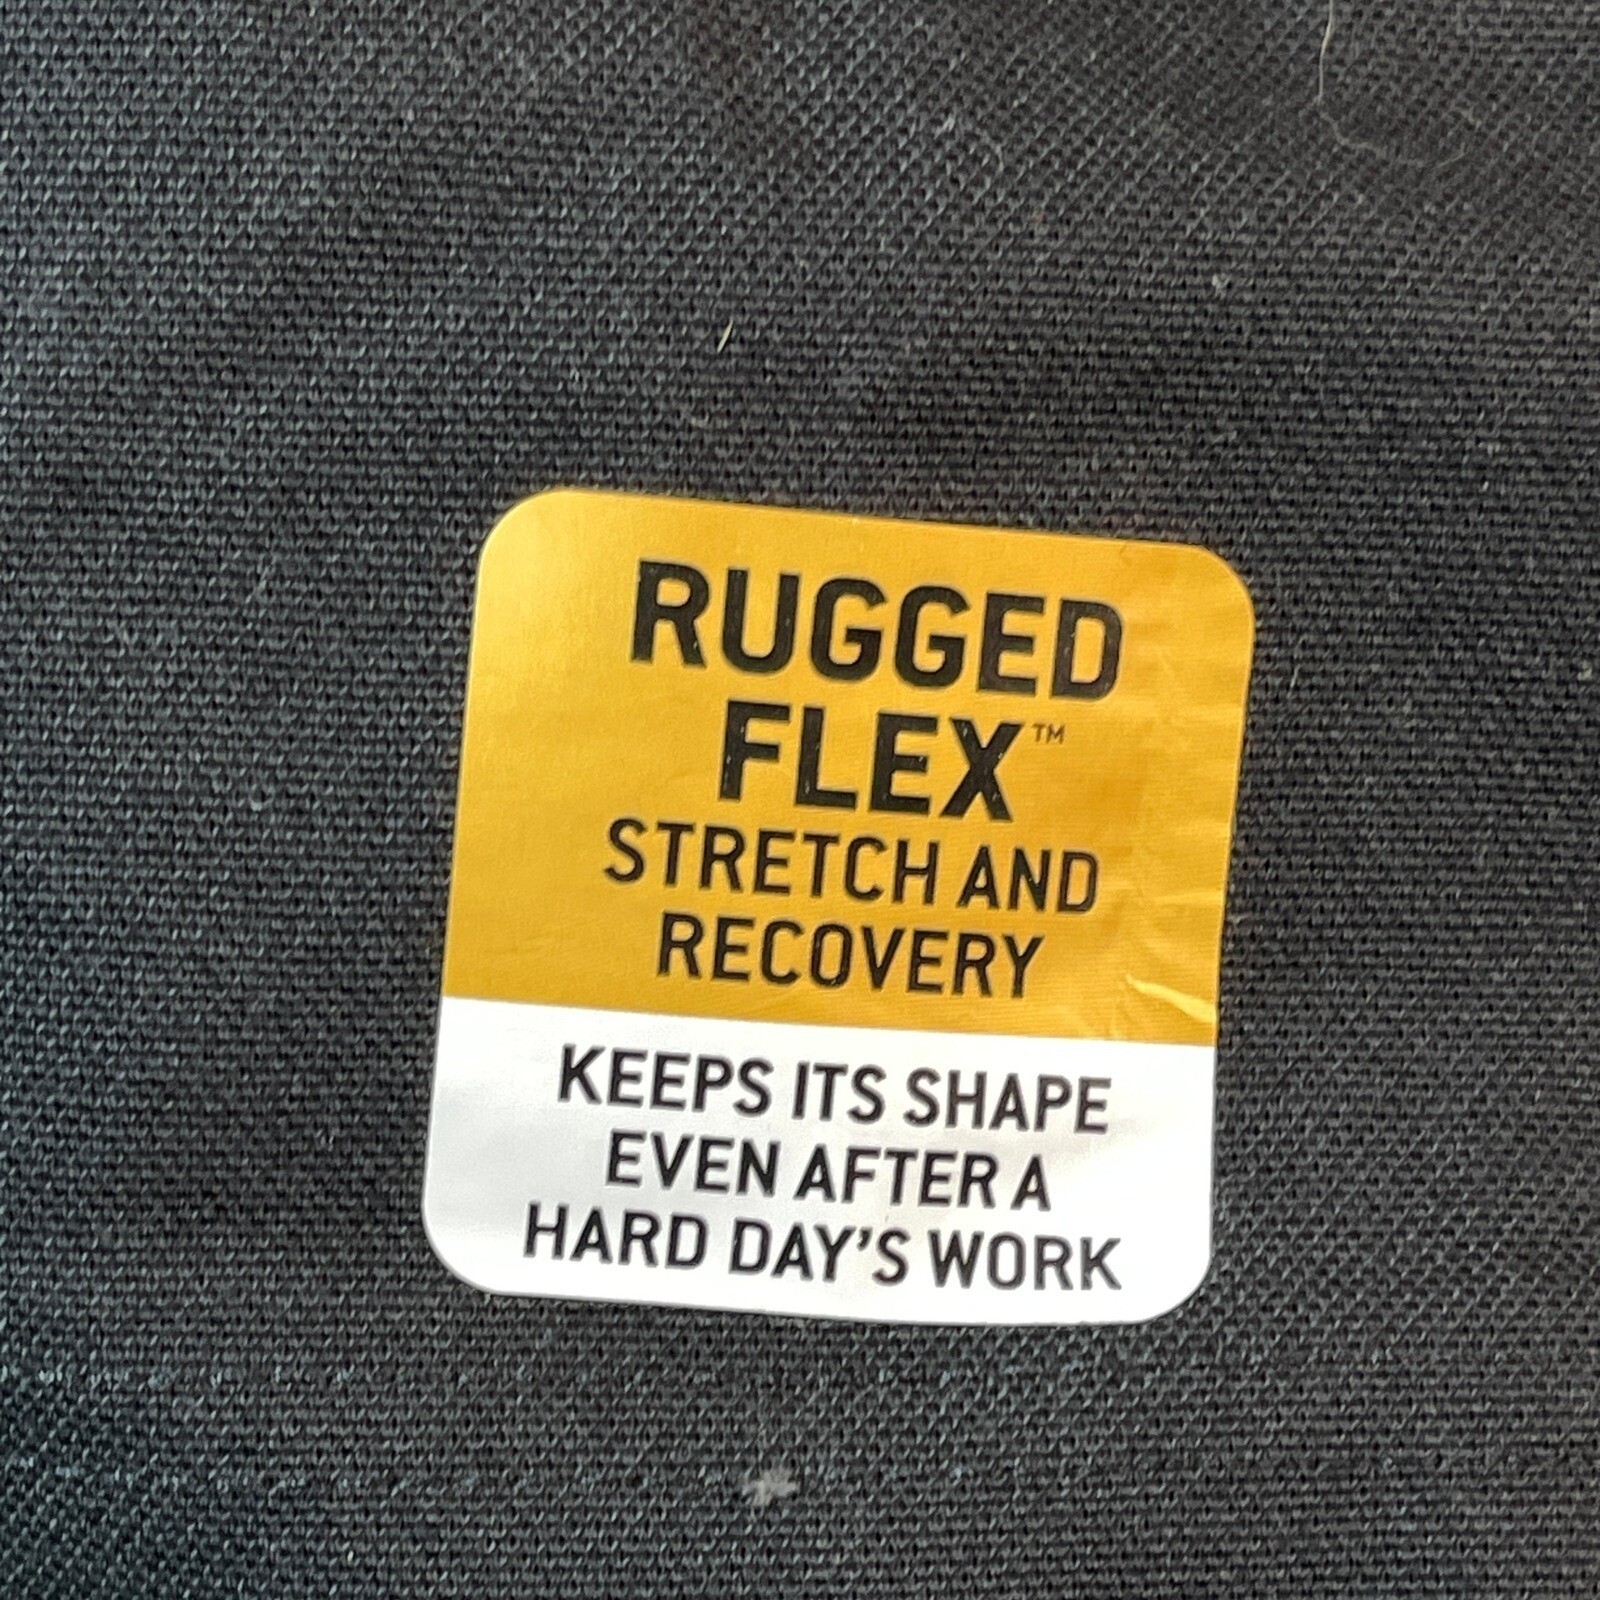 RUGGED
FLEX™
STRETCH AND
RECOVERY
KEEPS ITS SHAPE
EVEN AFTER A
HARD DAY'S WORK